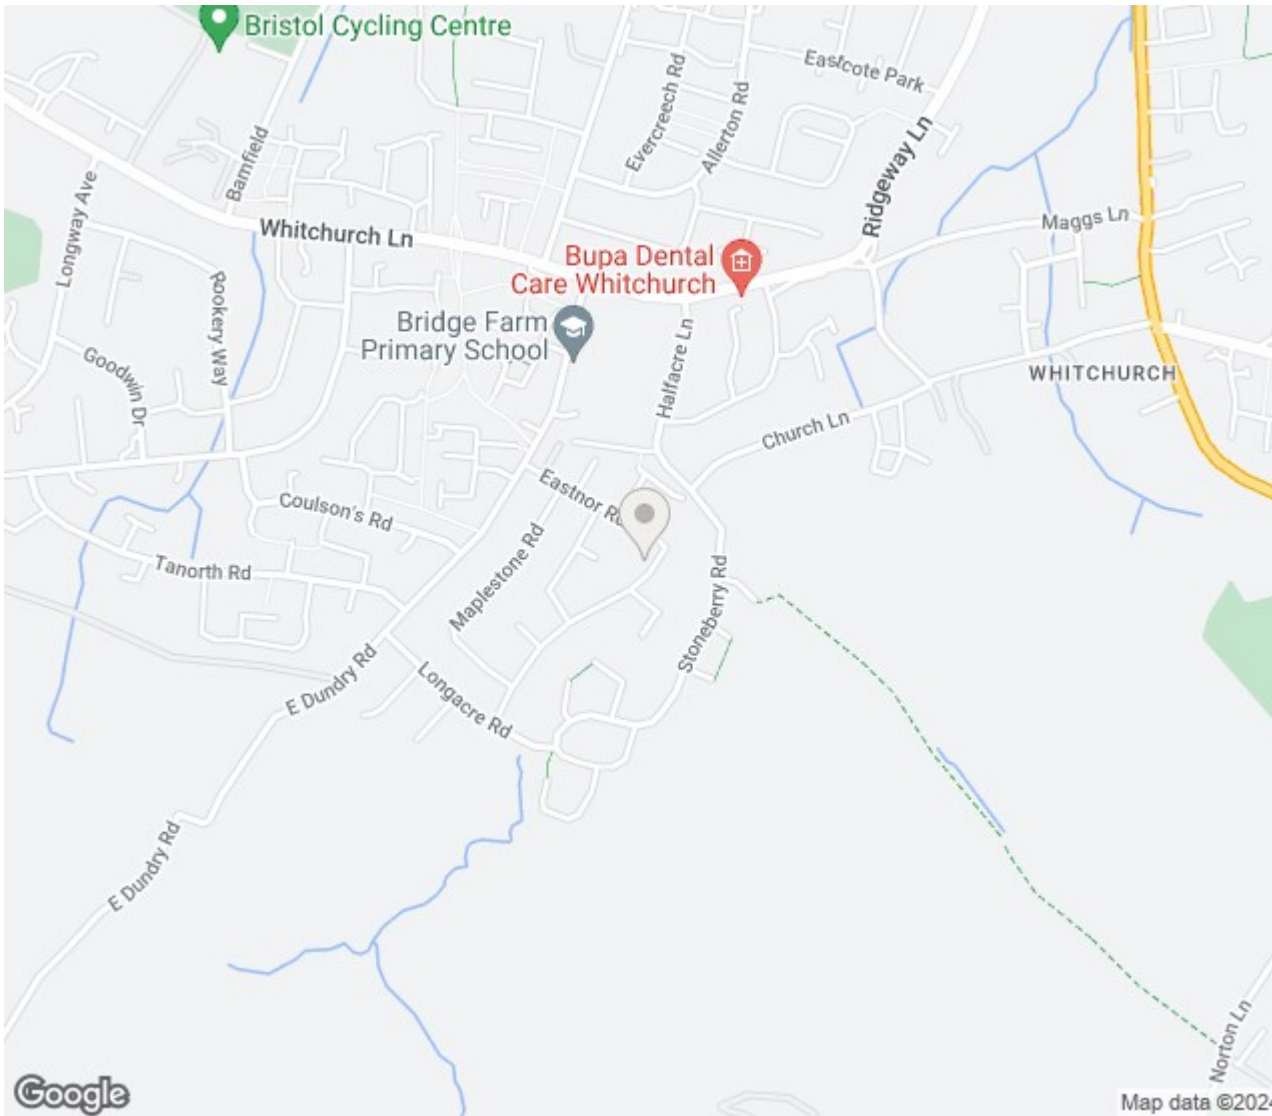 Bristol Cycling Centre
Eastcote Park
Evercreech Rd
Allerton Rd
Barnfield
Ridgeway Ln
Longway Ave
Whitchurch Ln
Maggs Ln
Bupa Dental
Care Whitchurch
Rookery Way
Bridge Farm
Primary School
Halfacre Ln
Goodwin Dr
WHITCHURCH
Church Ln
Eastnor Rd
Coulson's Rd
Maplestone Rd
Tanorth Rd
Stoneberry Rd
E Dundry Rd
Longacre Rd
E Dundry Rd
Norton Ln
Google
Map data ©2024